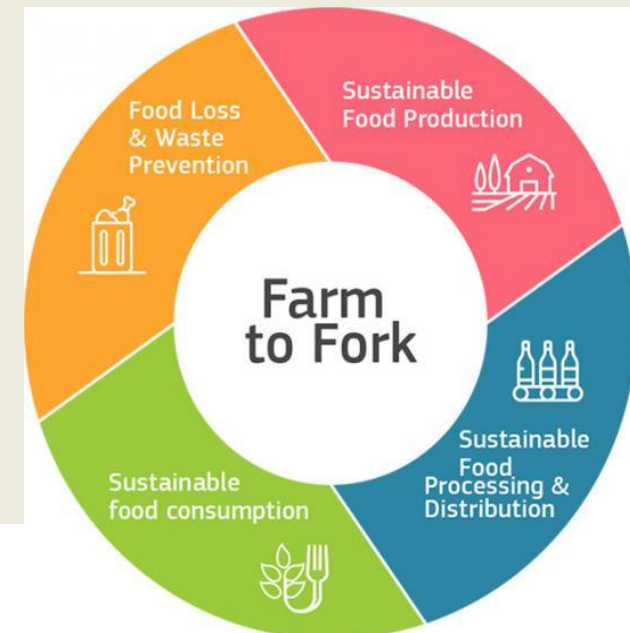 Food Loss
& Waste
Prevention
Sustainable
Food Production
Farm
to Fork
Sustainable
Food
Processing &
Distribution
Sustainable
food consumption